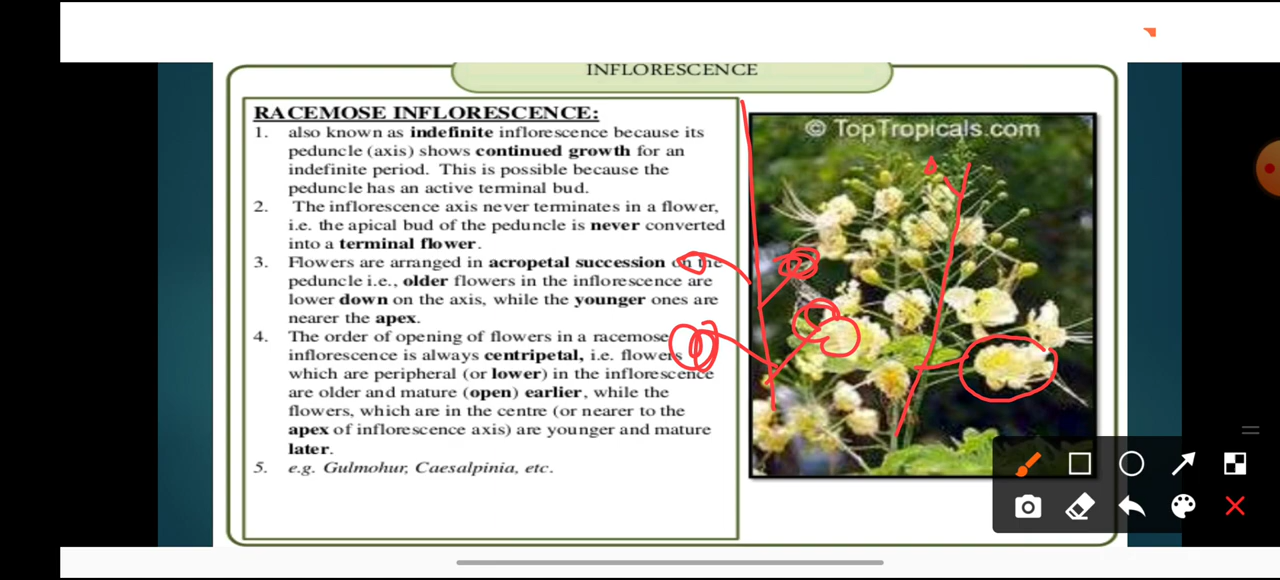 INFLORESCENCE
RACEMOSE INFLORESCENCE:
1. also known as indefinite inflorescence because its
peduncle (axis) shows continued growth for an
indefinite period. This is possible because the
peduncle has an active terminal bud.
2. The inflorescence axis never terminates in a flower,
i.e. the apical bud of the peduncle is never converted
into a terminal flower.
3. Flowers are arranged in acropetal succession on the
peduncle i.e., older flowers in the inflorescence are
lower down on the axis, while the younger ones are
nearer the apex.
4. The order of opening of flowers in a racemose
inflorescence is always centripetal, i.e. flowers
which are peripheral (or lower) in the inflorescence
are older and mature (open) earlier, while the
flowers, which are in the centre (or nearer to the
apex of inflorescence axis) are younger and mature
later.
5. e.g. Gulmohur, Caesalpinia, etc.
© TopTropicals.com